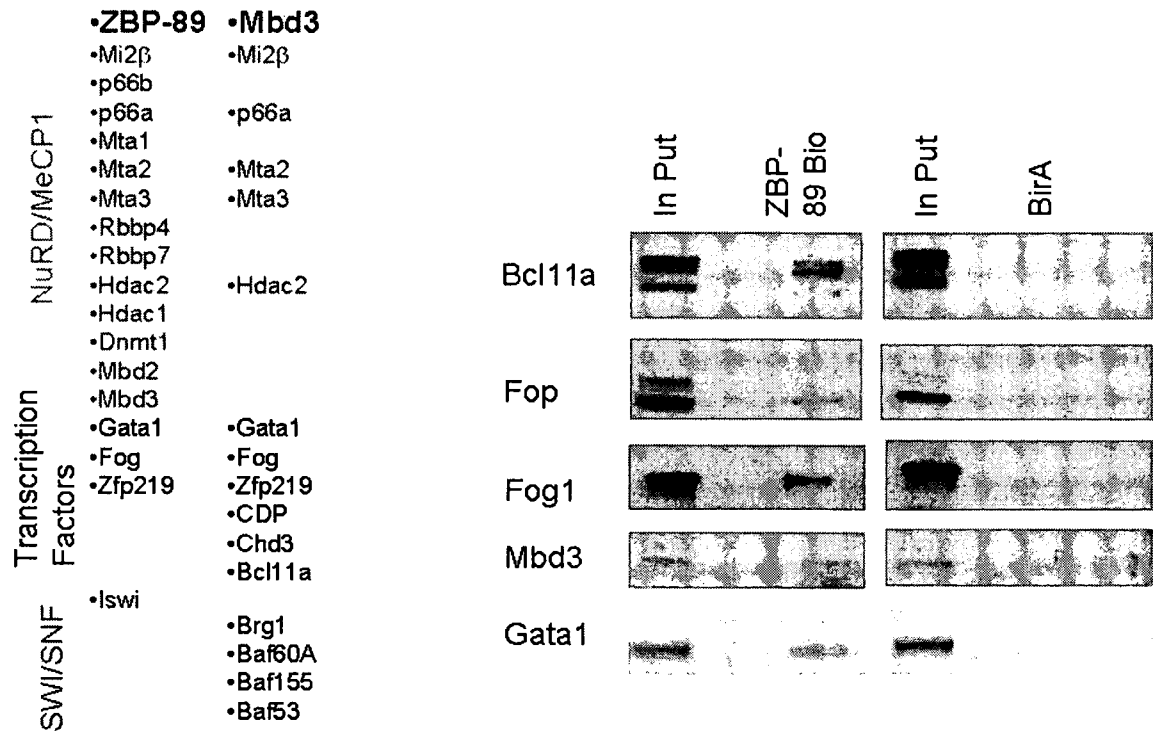 •ZBP-89 •Mbd3
NuRD/MeCP1
•Mi2β •Mi2β
•p66b
•p66a •p66a
•Mta1
•Mta2 •Mta2
•Mta3 •Mta3
•Rbbp4
•Rbbp7
•Hdac2 •Hdac2
•Hdac1
•Dnmt1
•Mbd2
•Mbd3
Transcription
Factors
•Gata1 •Gata1
•Fog •Fog
•Zfp219 •Zfp219
•CDP
•Chd3
•Bcl11a
SWI/SNF
•Iswi
•Brg1
•Baf60A
•Baf155
•Baf53
In Put
ZBP-
89 Bio
In Put
BirA
Bcl11a
Fop
Fog1
Mbd3
Gata1